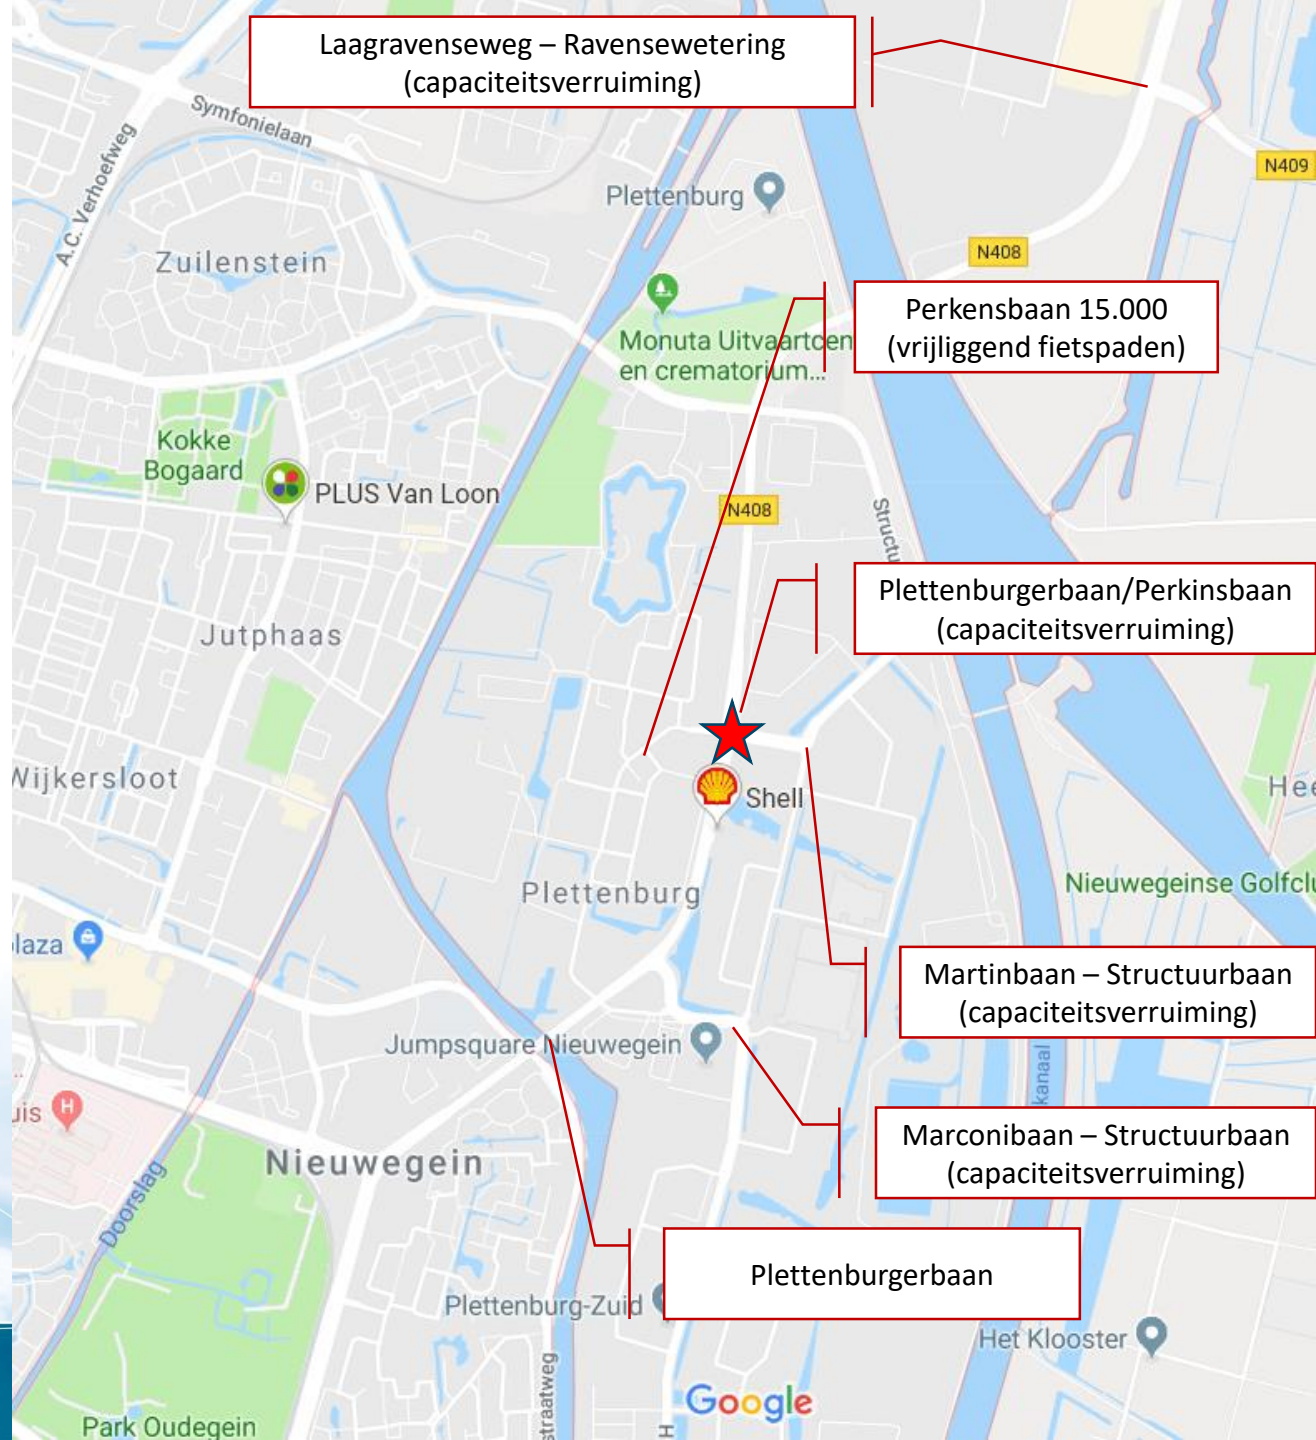 Laagravenseweg – Ravensewetering
(capaciteitsverruiming)
Symfonielaan
A.C. Verhoefweg
N409
Plettenburg
Zuilenstein
N408
Perkensbaan 15.000
(vrijliggend fietspaden)
Monuta Uitvaartcen
en crematorium...
Kokke
Bogaard
PLUS Van Loon
N408
Structu
Plettenburgerbaan/Perkinsbaan
(capaciteitsverruiming)
Jutphaas
Wijkersloot
Shell
Hee
Plettenburg
Nieuwegeinse Golfclu
laza
Martinbaan – Structuurbaan
(capaciteitsverruiming)
Jumpsquare Nieuwegein
kanaal
uis
H
Marconibaan – Structuurbaan
(capaciteitsverruiming)
Nieuwegein
Doorslag
Plettenburgerbaan
Plettenburg-Zuid
Het Klooster
straatweg
Google
H
Park Oudegein